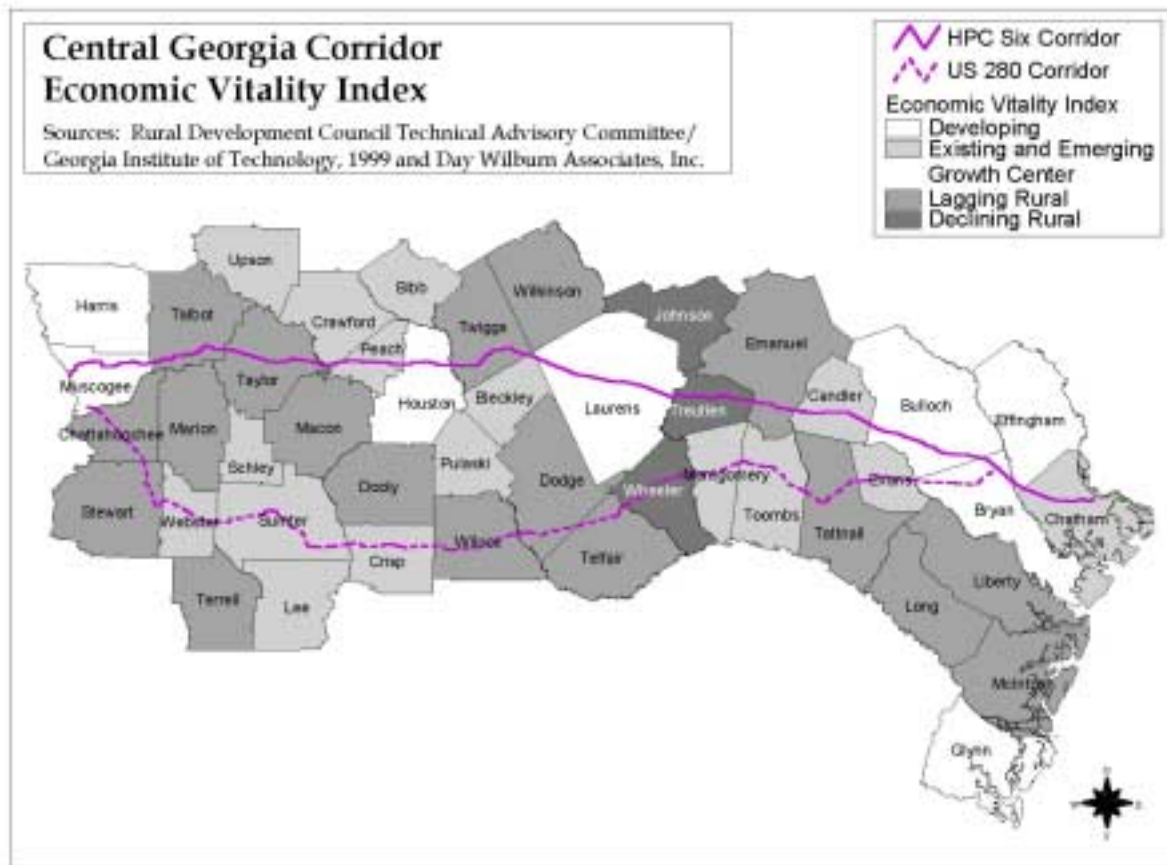 Central Georgia Corridor
Economic Vitality Index
Sources: Rural Development Council Technical Advisory Committee/
Georgia Institute of Technology, 1999 and Day Wilburn Associates, Inc.
HPC Six Corridor
US 280 Corridor
Economic Vitality Index
Developing
Existing and Emerging
Growth Center
Lagging Rural
Declining Rural
Upson
Harris
Talbot
Crawford
Bibb
Peach
Twiggs
Wilkinson
Johnson
Emanuel
Muscogee
Taylor
Houston
Bleckley
Laurens
Treutlen
Candler
Bulloch
Effingham
Chattahoochee
Marion
Macon
Schley
Pulaski
Dooly
Dodge
Wheeler
Montgomery
Toombs
Evans
Bryan
Chatham
Stewart
Webster
Sumter
Crisp
Wilcox
Telfair
Tattnall
Liberty
Terrell
Lee
Long
McIntosh
Glynn